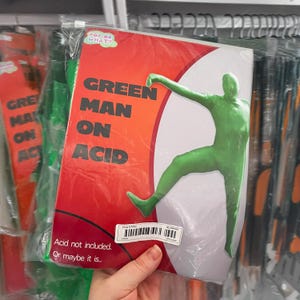 GREEN
MAN
ON
ACID
Acid not included.
Or maybe it is..
GREEN
MAN
ON
ACID